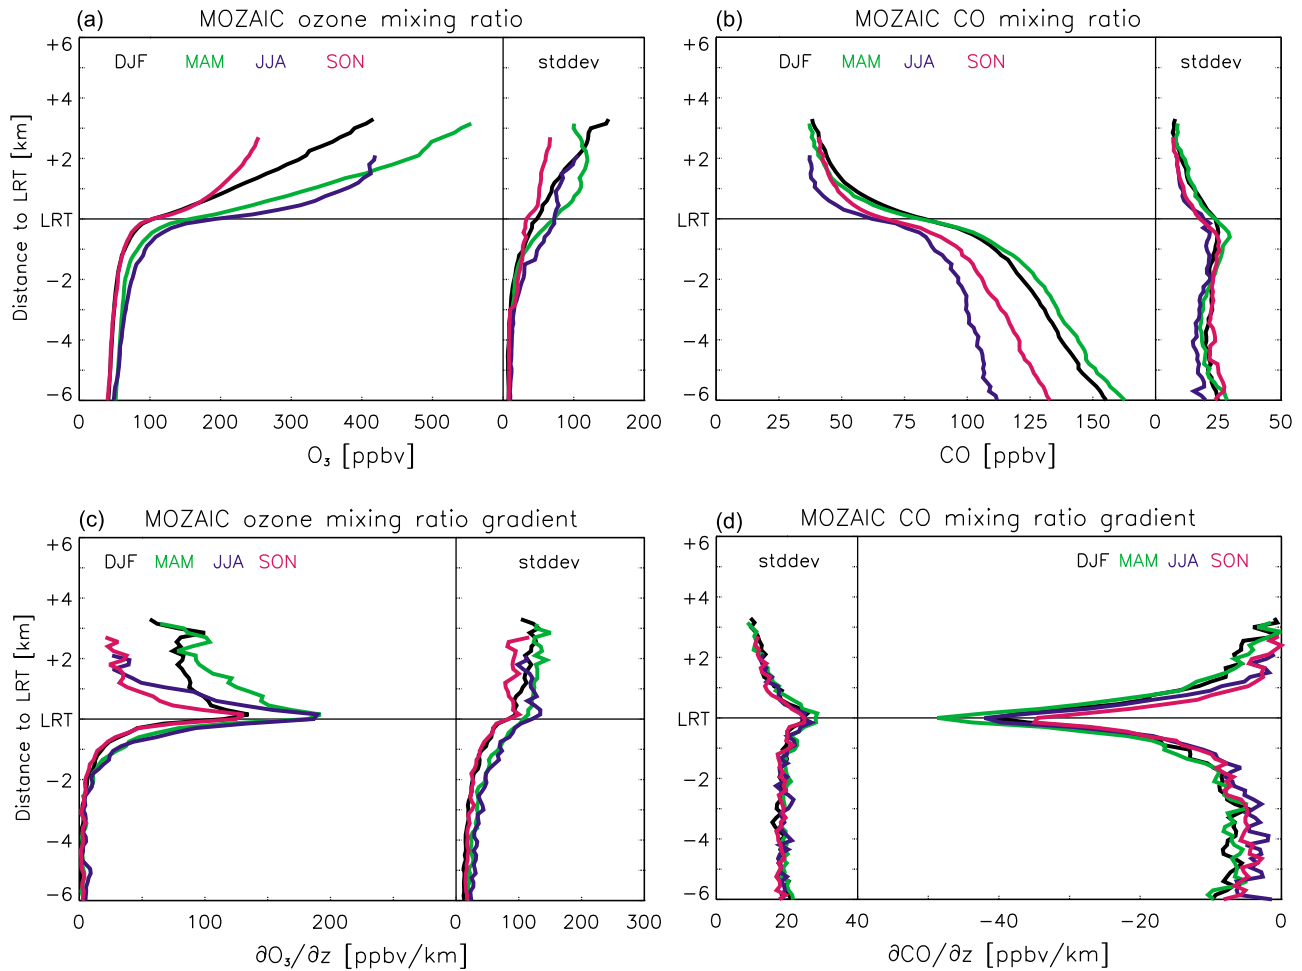 (a) MOZAIC ozone mixing ratio
+6
DJF MAM JJA SON stddev
+4
+2
LRT
−2
−4
−6
Distance to LRT [km]
0 100 200 300 400 500 0 50 100 150 200
O₃ [ppbv]
(b) MOZAIC CO mixing ratio
+6
DJF MAM JJA SON stddev
+4
+2
LRT
−2
−4
−6
0 25 50 75 100 125 150 0 25 50
CO [ppbv]
(c) MOZAIC ozone mixing ratio gradient
+6
DJF MAM JJA SON stddev
+4
+2
LRT
−2
−4
−6
Distance to LRT [km]
0 100 200 0 100 200 300
∂O₃/∂z [ppbv/km]
(d) MOZAIC CO mixing ratio gradient
+6
stddev DJF MAM JJA SON
+4
+2
LRT
−2
−4
−6
0 20 40 −40 −20 0
∂CO/∂z [ppbv/km]